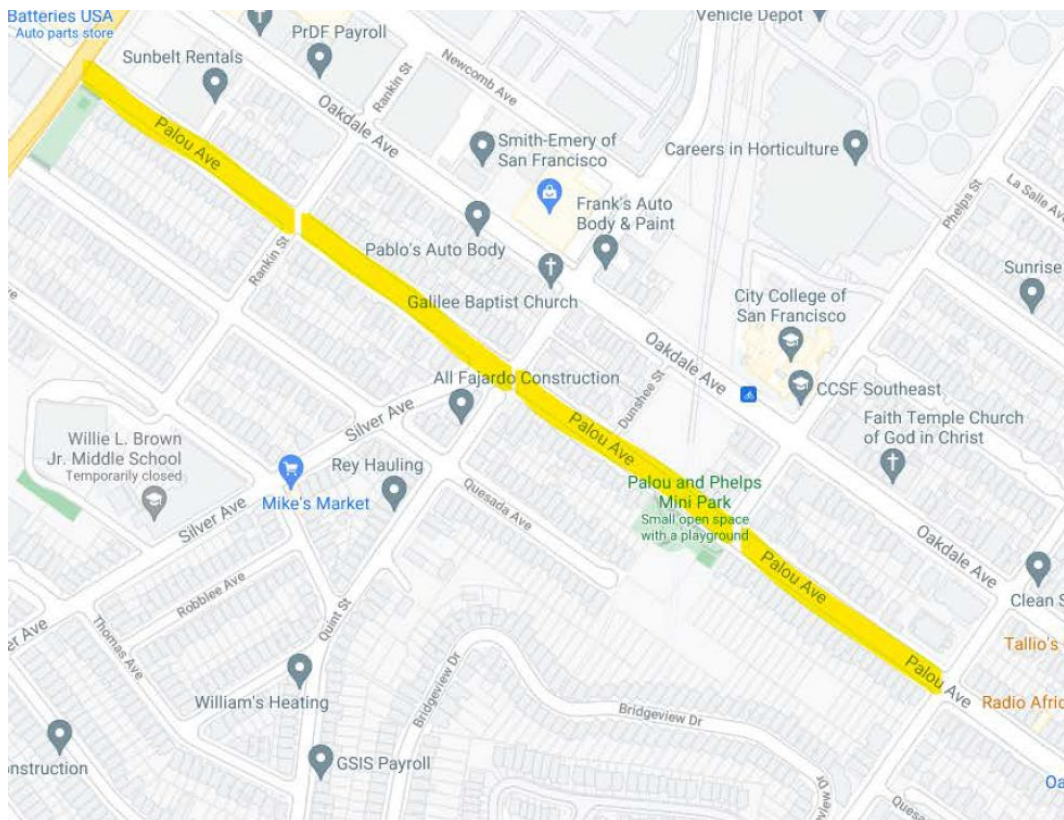 Batteries USA
Auto parts store
PrDF Payroll
Vehicle Depot
Sunbelt Rentals
Rankin St
Newcomb Ave
Oakdale Ave
Palou Ave
Smith-Emery of
San Francisco
Careers in Horticulture
Phelps St
La Salle Ave
Frank's Auto
Body & Paint
Rankin St
Pablo's Auto Body
Sunrise
Galilee Baptist Church
City College of
San Francisco
Oakdale Ave
All Fajardo Construction
Dunshee St
CCSF Southeast
Silver Ave
Palou Ave
Faith Temple Church
of God in Christ
Willie L. Brown
Jr. Middle School
Temporarily closed
Rey Hauling
Mike's Market
Quesada Ave
Palou and Phelps
Mini Park
Small open space
with a playground
Silver Ave
Oakdale Ave
Palou Ave
Robblee Ave
Clean S
er Ave
Thomas Ave
Quint St
Tallio's
Palou Ave
William's Heating
Bridgeview Dr
Bridgeview Dr
Radio Afric
GSIS Payroll
onstruction
view Dr
Oa
Ques